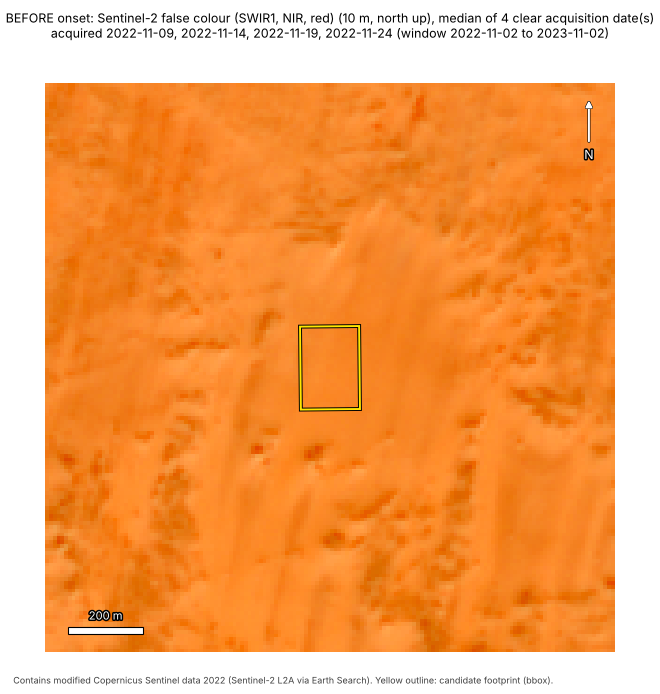 BEFORE onset: Sentinel-2 false colour (SWIR1, NIR, red) (10 m, north up), median of 4 clear acquisition date(s)
acquired 2022-11-09, 2022-11-14, 2022-11-19, 2022-11-24 (window 2022-11-02 to 2023-11-02)
N
200 m
Contains modified Copernicus Sentinel data 2022 (Sentinel-2 L2A via Earth Search). Yellow outline: candidate footprint (bbox).